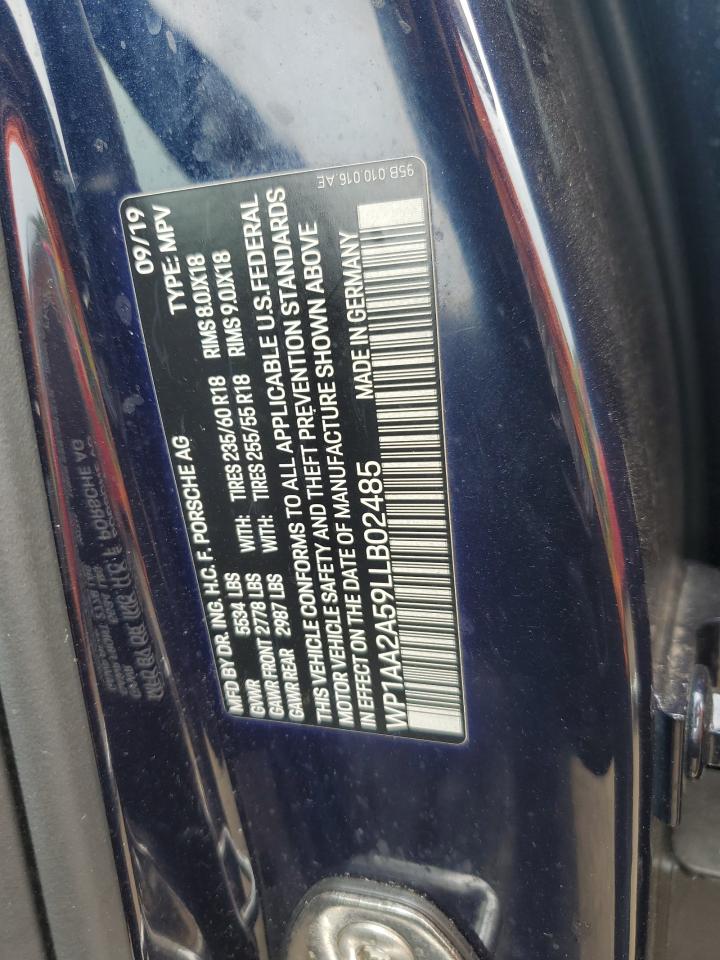 09/19
MFD BY DR. ING. H.C. F. PORSCHE AG TYPE: MPV
GVWR 5534 LBS
GAWR FRONT 2778 LBS WITH: TIRES 235/60 R18 RIMS 8.0JX18
GAWR REAR 2987 LBS WITH: TIRES 255/55 R18 RIMS 9.0JX18
THIS VEHICLE CONFORMS TO ALL APPLICABLE U.S. FEDERAL
MOTOR VEHICLE SAFETY AND THEFT PREVENTION STANDARDS
IN EFFECT ON THE DATE OF MANUFACTURE SHOWN ABOVE
WP1AA2A59LLB02485 MADE IN GERMANY
95B.010.016.AE